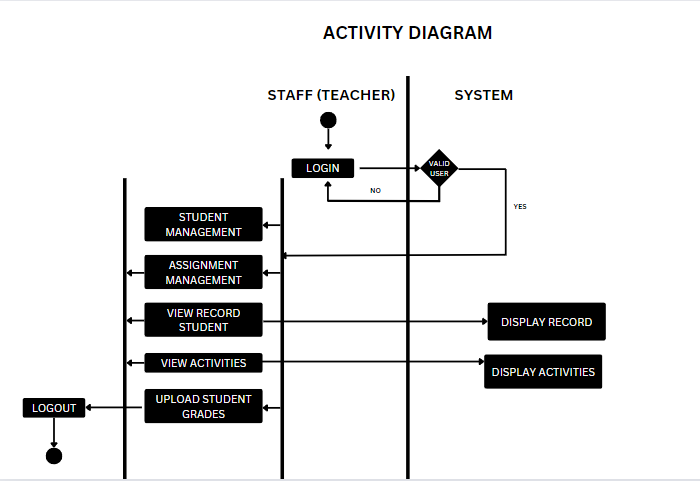 ACTIVITY DIAGRAM
STAFF (TEACHER)
SYSTEM
LOGIN
VALID
USER
NO
YES
STUDENT
MANAGEMENT
ASSIGNMENT
MANAGEMENT
VIEW RECORD
STUDENT
DISPLAY RECORD
VIEW ACTIVITIES
DISPLAY ACTIVITIES
UPLOAD STUDENT
GRADES
LOGOUT